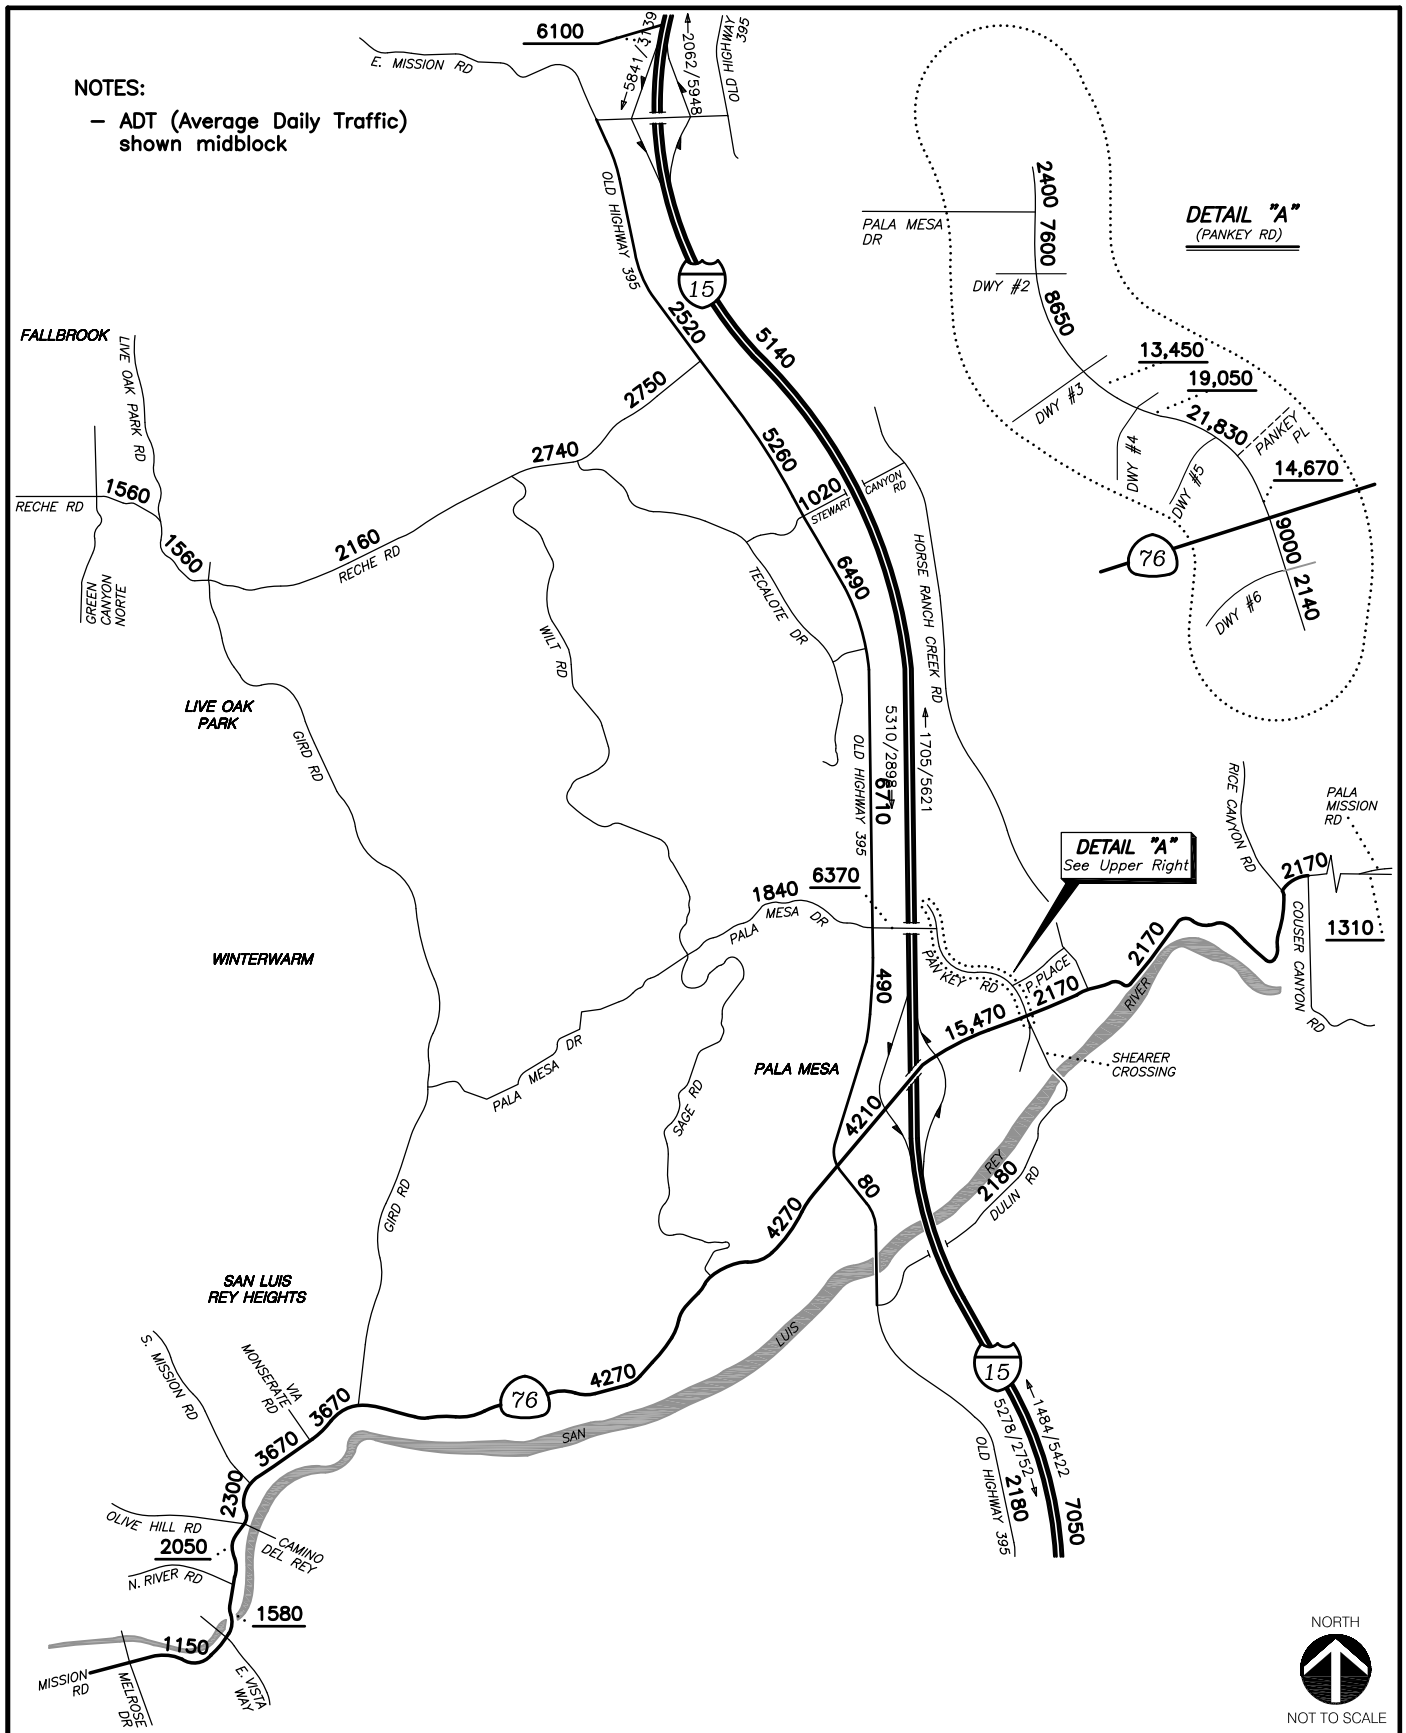 6100
5841/3139
2062/5948
OLD HIGHWAY
395
E. MISSION RD
NOTES:
– ADT (Average Daily Traffic)
shown midblock
OLD HIGHWAY 395
2400
7600
PALA MESA
DR
DETAIL "A"
(PANKEY RD)
DWY #2
8650
15
2520
5140
FALLBROOK
LIVE OAK PARK RD
13,450
19,050
DWY #3
21,830
PANKEY
PL
DWY #4
DWY #5
14,670
2750
2740
5260
1560
RECHE RD
1020
STEWART
CANYON
RD
76
9000
2140
DWY #6
1560
2160
RECHE RD
GREEN
CANYON
NORTE
6490
HORSE RANCH CREEK RD
TECALOTE DR
WILT RD
LIVE OAK
PARK
GIRD RD
OLD HIGHWAY 395
5310/2898
6710
1705/5621
RICE CANYON RD
PALA
MISSION
RD
DETAIL "A"
See Upper Right
2170
1840
6370
PALA MESA DR
1310
COUSER CANYON RD
WINTERWARM
PANKEY RD
P.PLACE
2170
2170
490
15,470
RIVER
PALA MESA DR
PALA MESA
SHEARER
CROSSING
SAGE RD
4210
REY
2180
DULIN RD
80
4270
GIRD RD
SAN LUIS
REY HEIGHTS
LUIS
S. MISSION RD
VIA
MONSERATE
RD
15
76
4270
3670
3670
SAN
1484/5422
5278/2752
OLD HIGHWAY 395
2180
7050
2300
OLIVE HILL RD
2050
CAMINO
DEL REY
N. RIVER RD
1580
1150
MISSION
RD
MELROSE
DR
E. VISTA
WAY
NORTH
NOT TO SCALE